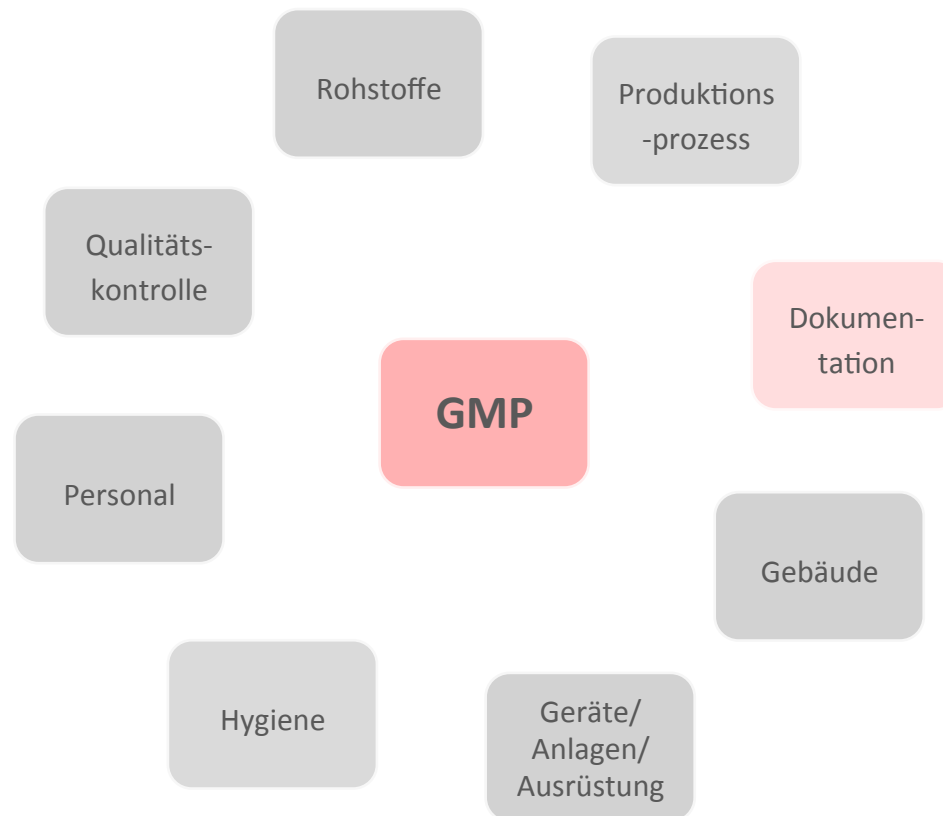 Rohstoffe
Produktions
-prozess
Qualitäts-
kontrolle
Dokumen-
tation
GMP
Personal
Gebäude
Hygiene
Geräte/
Anlagen/
Ausrüstung